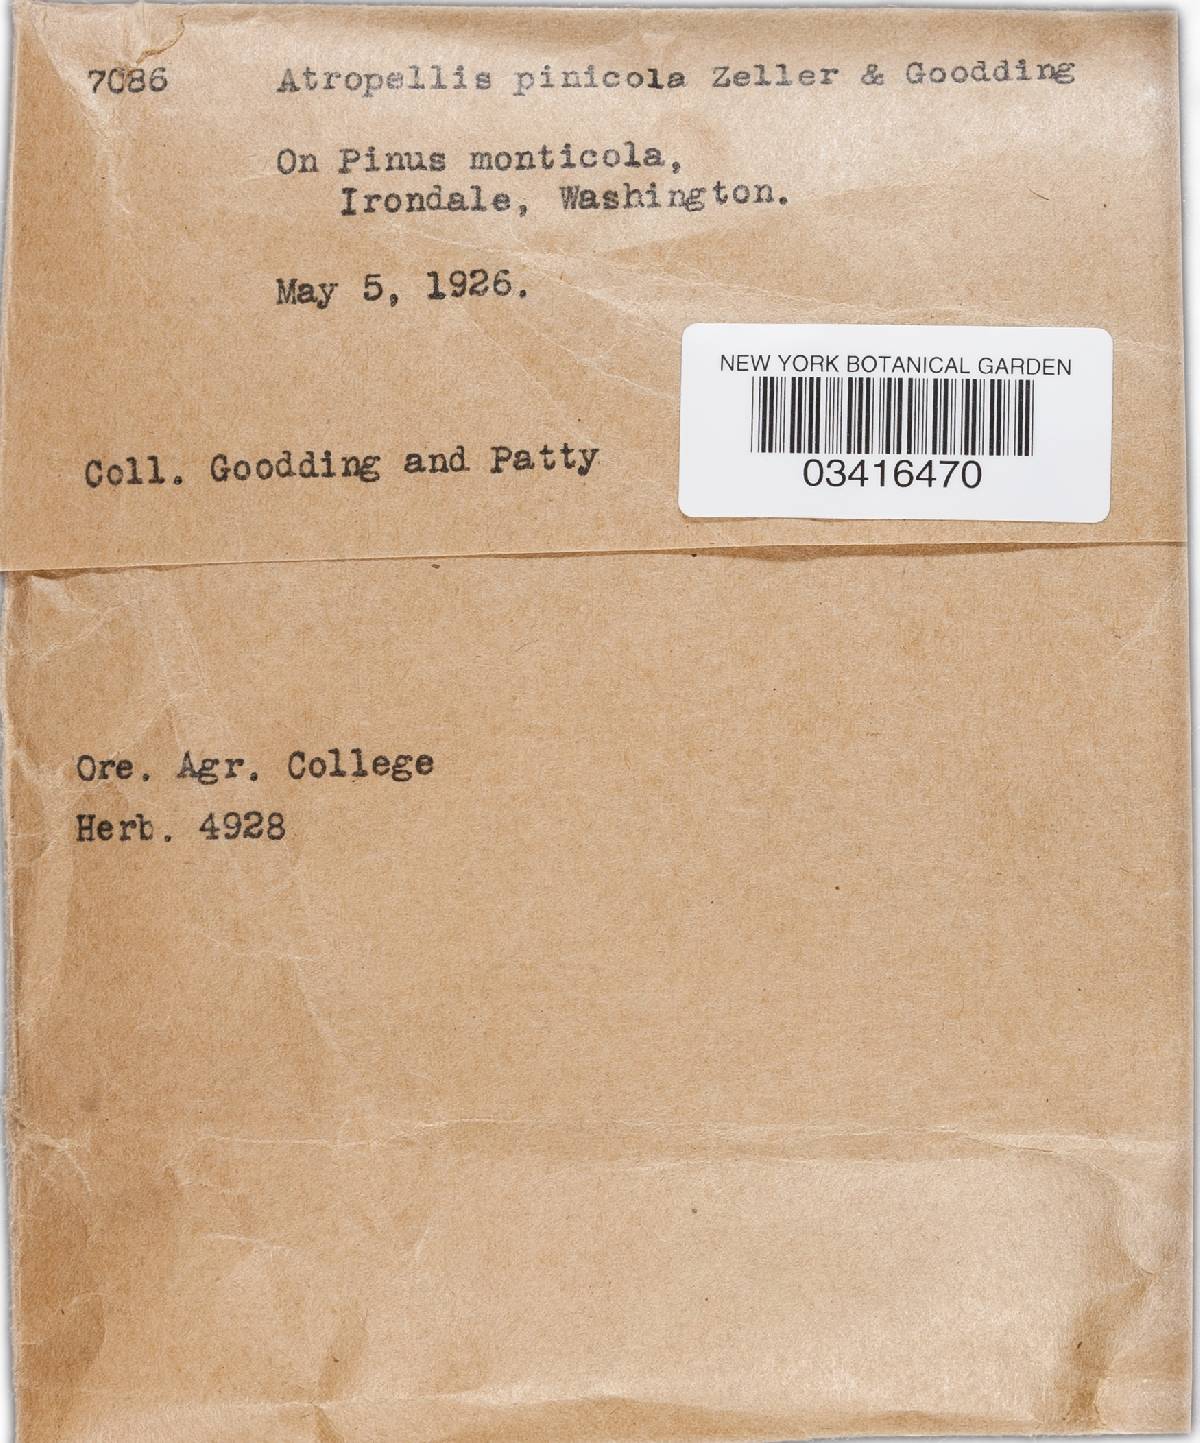 7086 Atropellis pinicola Zeller & Goodding
On Pinus monticola,
Irondale, Washington.
May 5, 1926.
NEW YORK BOTANICAL GARDEN
03416470
Coll. Goodding and Patty
Ore. Agr. College
Herb. 4928